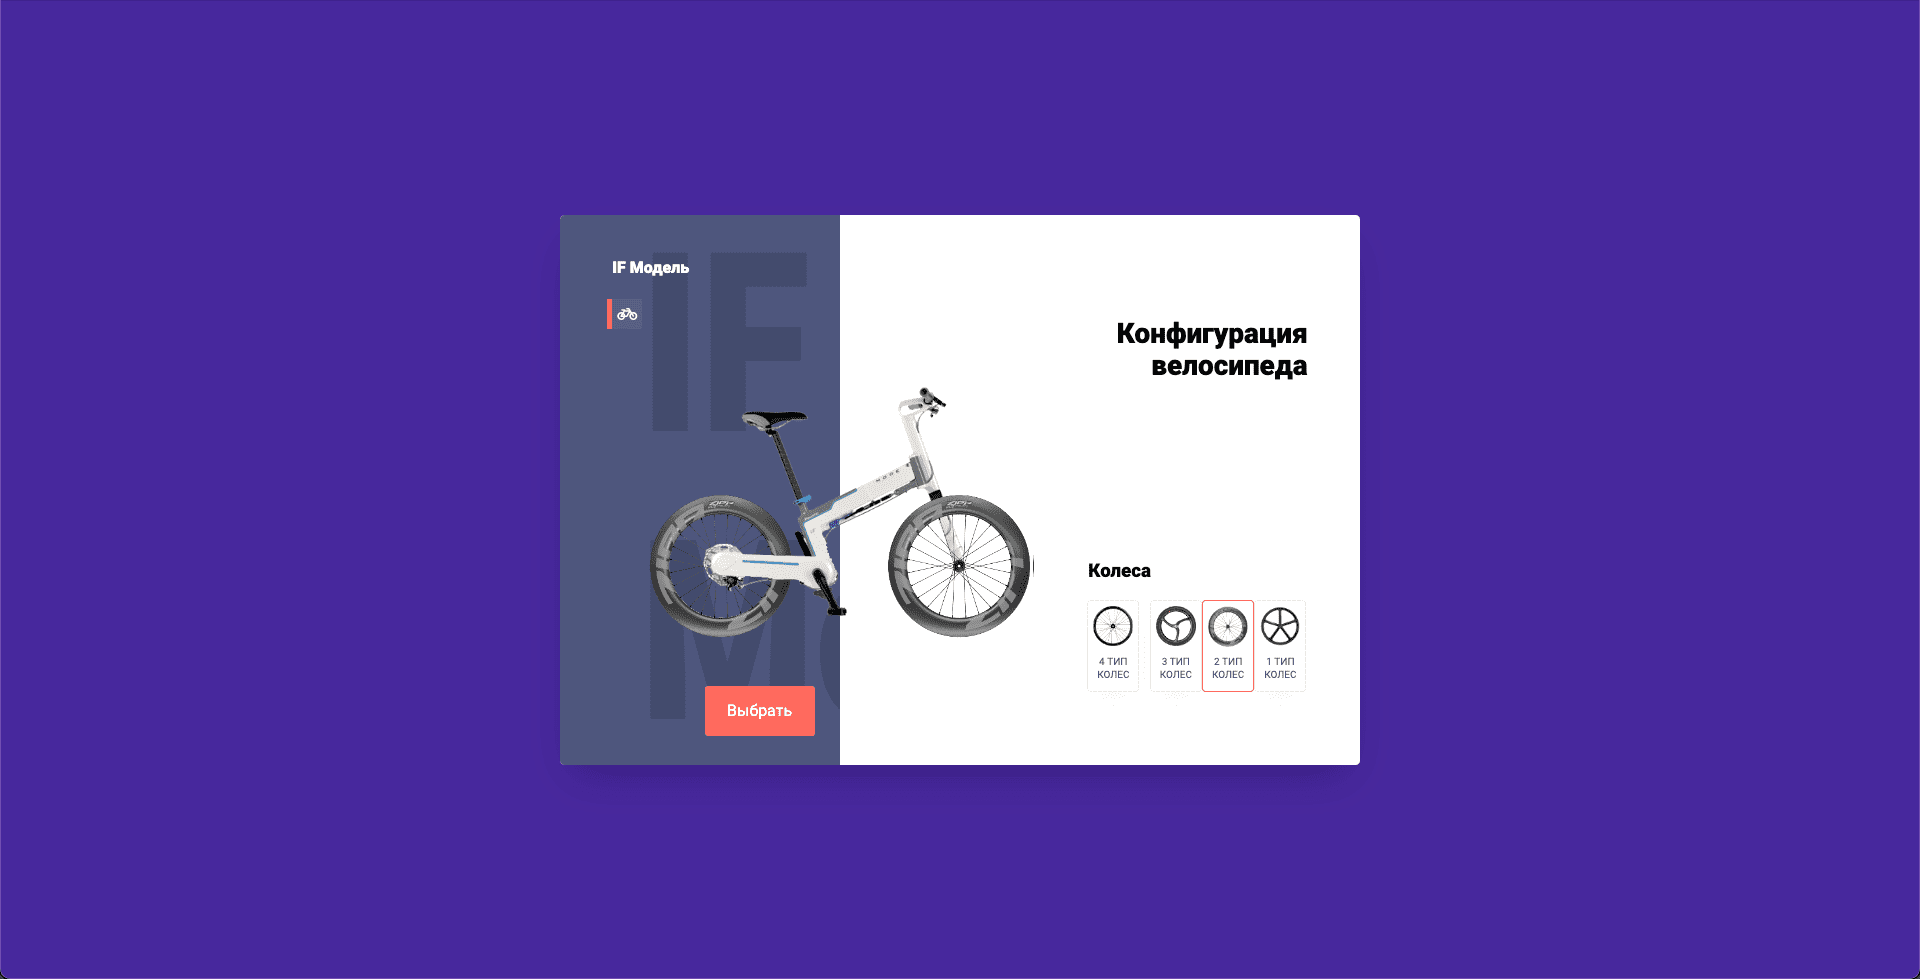 IF
IF Модель
Конфигурация
велосипеда
Колеса
4 ТИП
КОЛЕС
3 ТИП
КОЛЕС
2 ТИП
КОЛЕС
1 ТИП
КОЛЕС
Выбрать